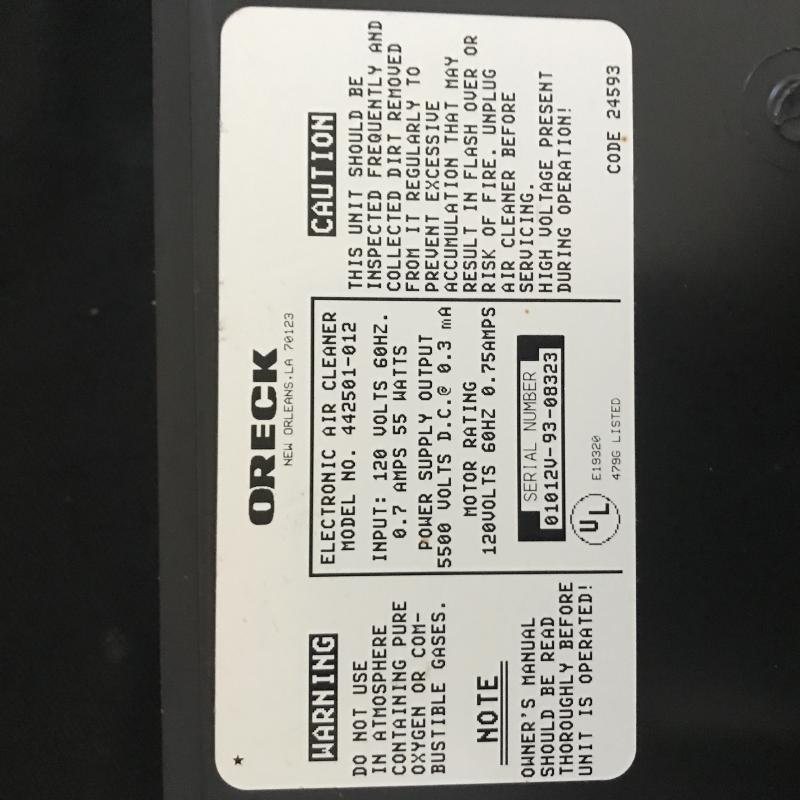 ★
ORECK
NEW ORLEANS, LA 70123
WARNING
DO NOT USE
IN ATMOSPHERE
CONTAINING PURE
OXYGEN OR COM-
BUSTIBLE GASES.
NOTE
OWNER'S MANUAL
SHOULD BE READ
THOROUGHLY BEFORE
UNIT IS OPERATED!
ELECTRONIC AIR CLEANER
MODEL NO. 442501-012
INPUT: 120 VOLTS 60HZ.
0.7 AMPS 55 WATTS
POWER SUPPLY OUTPUT
5500 VOLTS D.C.@ 0.3 mA
MOTOR RATING
120VOLTS 60HZ 0.75AMPS
SERIAL NUMBER
01012V-93-08323
UL
E19320
479G LISTED
CAUTION
THIS UNIT SHOULD BE
INSPECTED FREQUENTLY AND
COLLECTED DIRT REMOVED
FROM IT REGULARLY TO
PREVENT EXCESSIVE
ACCUMULATION THAT MAY
RESULT IN FLASH OVER OR
RISK OF FIRE. UNPLUG
AIR CLEANER BEFORE
SERVICING.
HIGH VOLTAGE PRESENT
DURING OPERATION!
CODE 24593